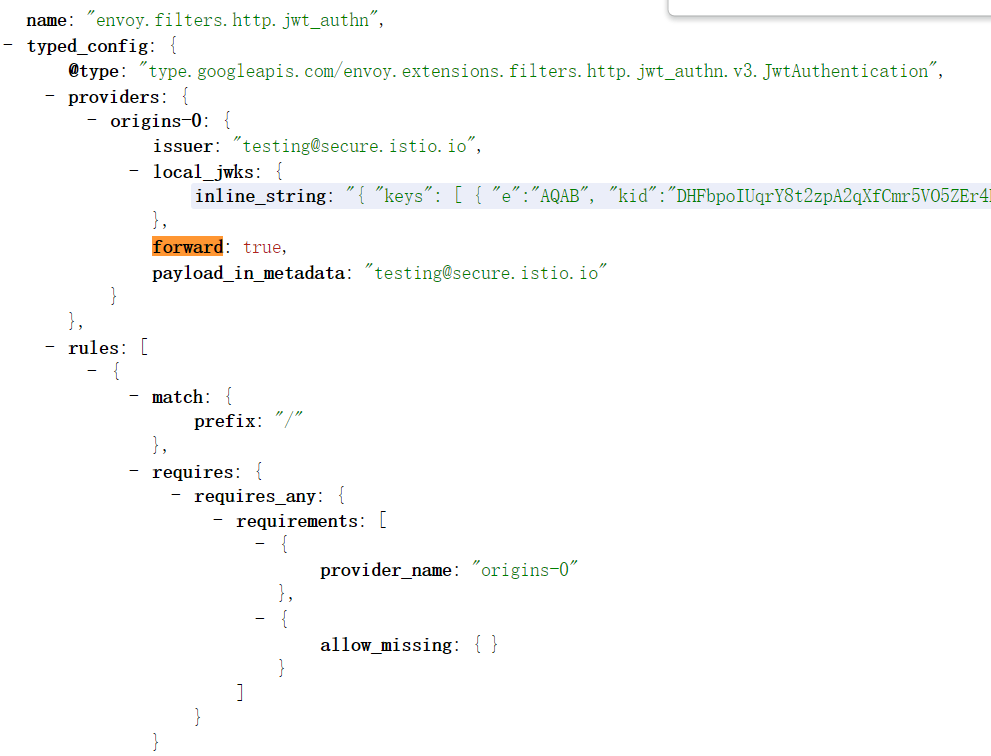 name: "envoy.filters.http.jwt_authn",
- typed_config: {
@type: "type.googleapis.com/envoy.extensions.filters.http.jwt_authn.v3.JwtAuthentication",
- providers: {
- origins-0: {
issuer: "testing@secure.istio.io",
- local_jwks: {
inline_string: "{ "keys": [ { "e":"AQAB", "kid":"DHFbpoIUqrY8t2zpA2qXfCmr5VO5ZEr4
},
forward: true,
payload_in_metadata: "testing@secure.istio.io"
}
},
- rules: [
- {
- match: {
prefix: "/"
},
- requires: {
- requires_any: {
- requirements: [
- {
provider_name: "origins-0"
},
- {
allow_missing: { }
}
]
}
}